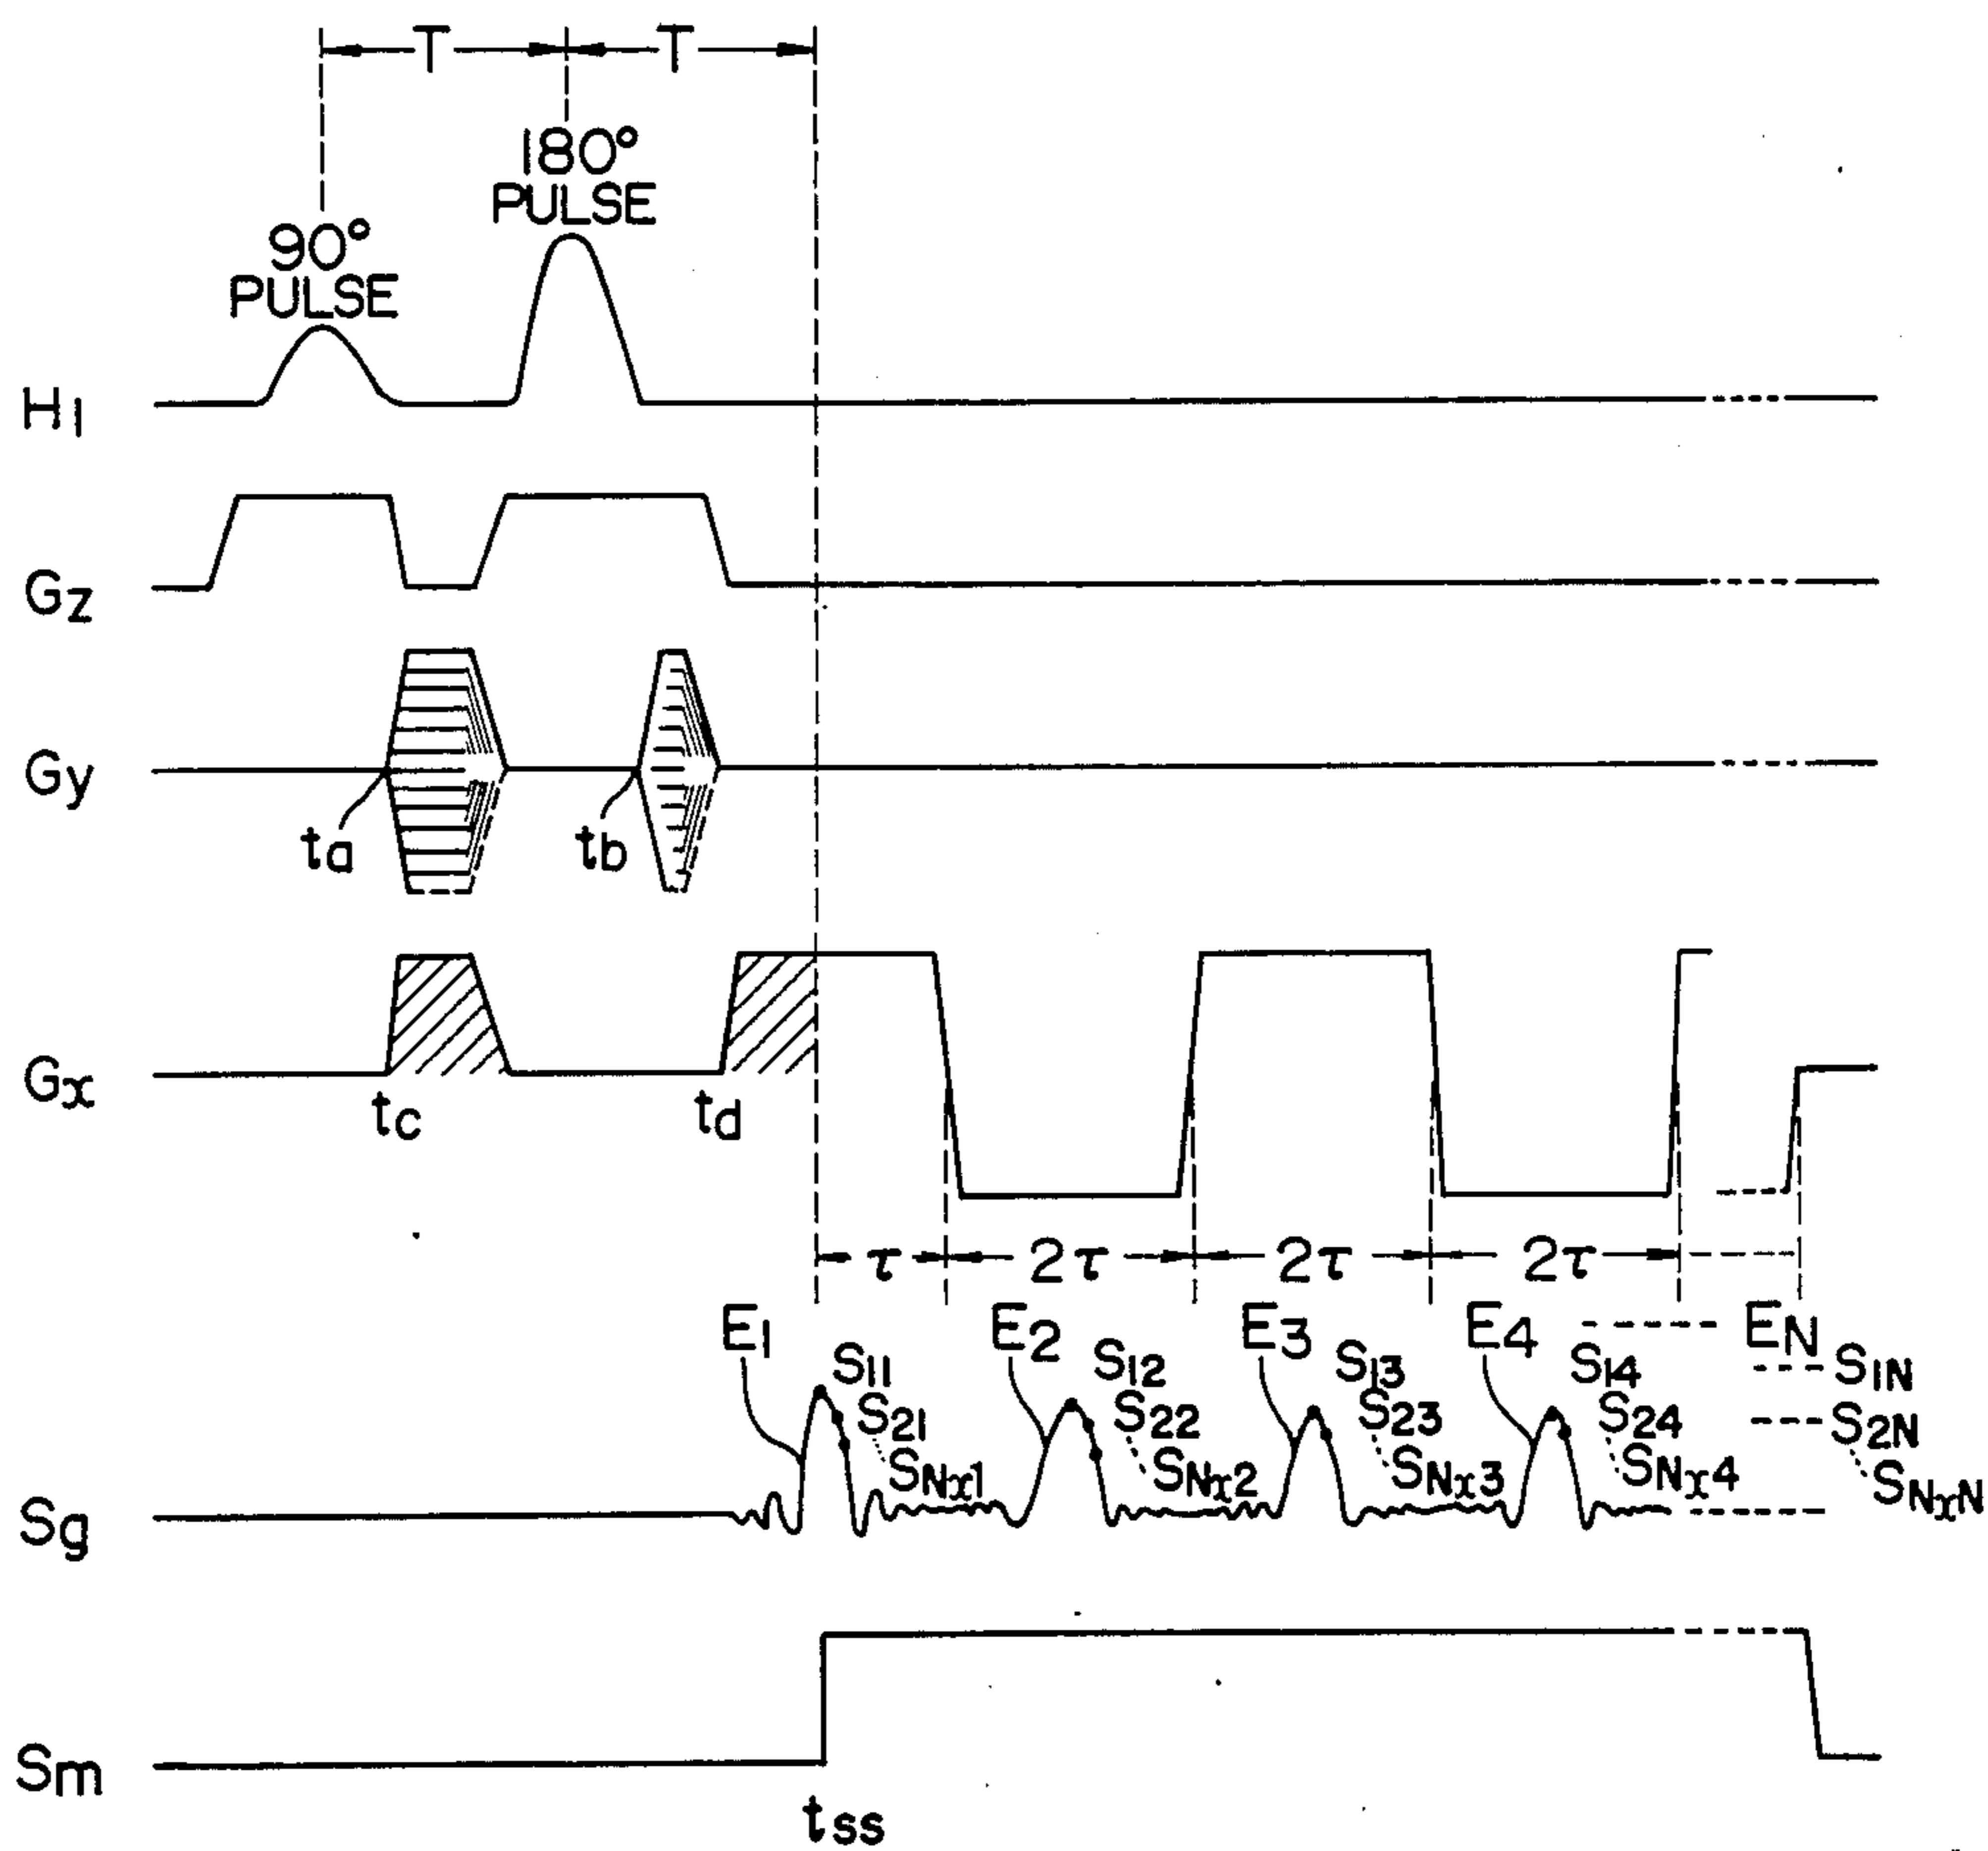 T T
180°
PULSE
90°
PULSE
H1
Gz
Gy
ta tb
Gx
tc td
τ 2τ 2τ 2τ
E1 E2 E3 E4 EN
S11 S12 S13 S14 S1N
S21 S22 S23 S24 S2N
SNx1 SNx2 SNx3 SNx4 SNxN
Sg
Sm
tss